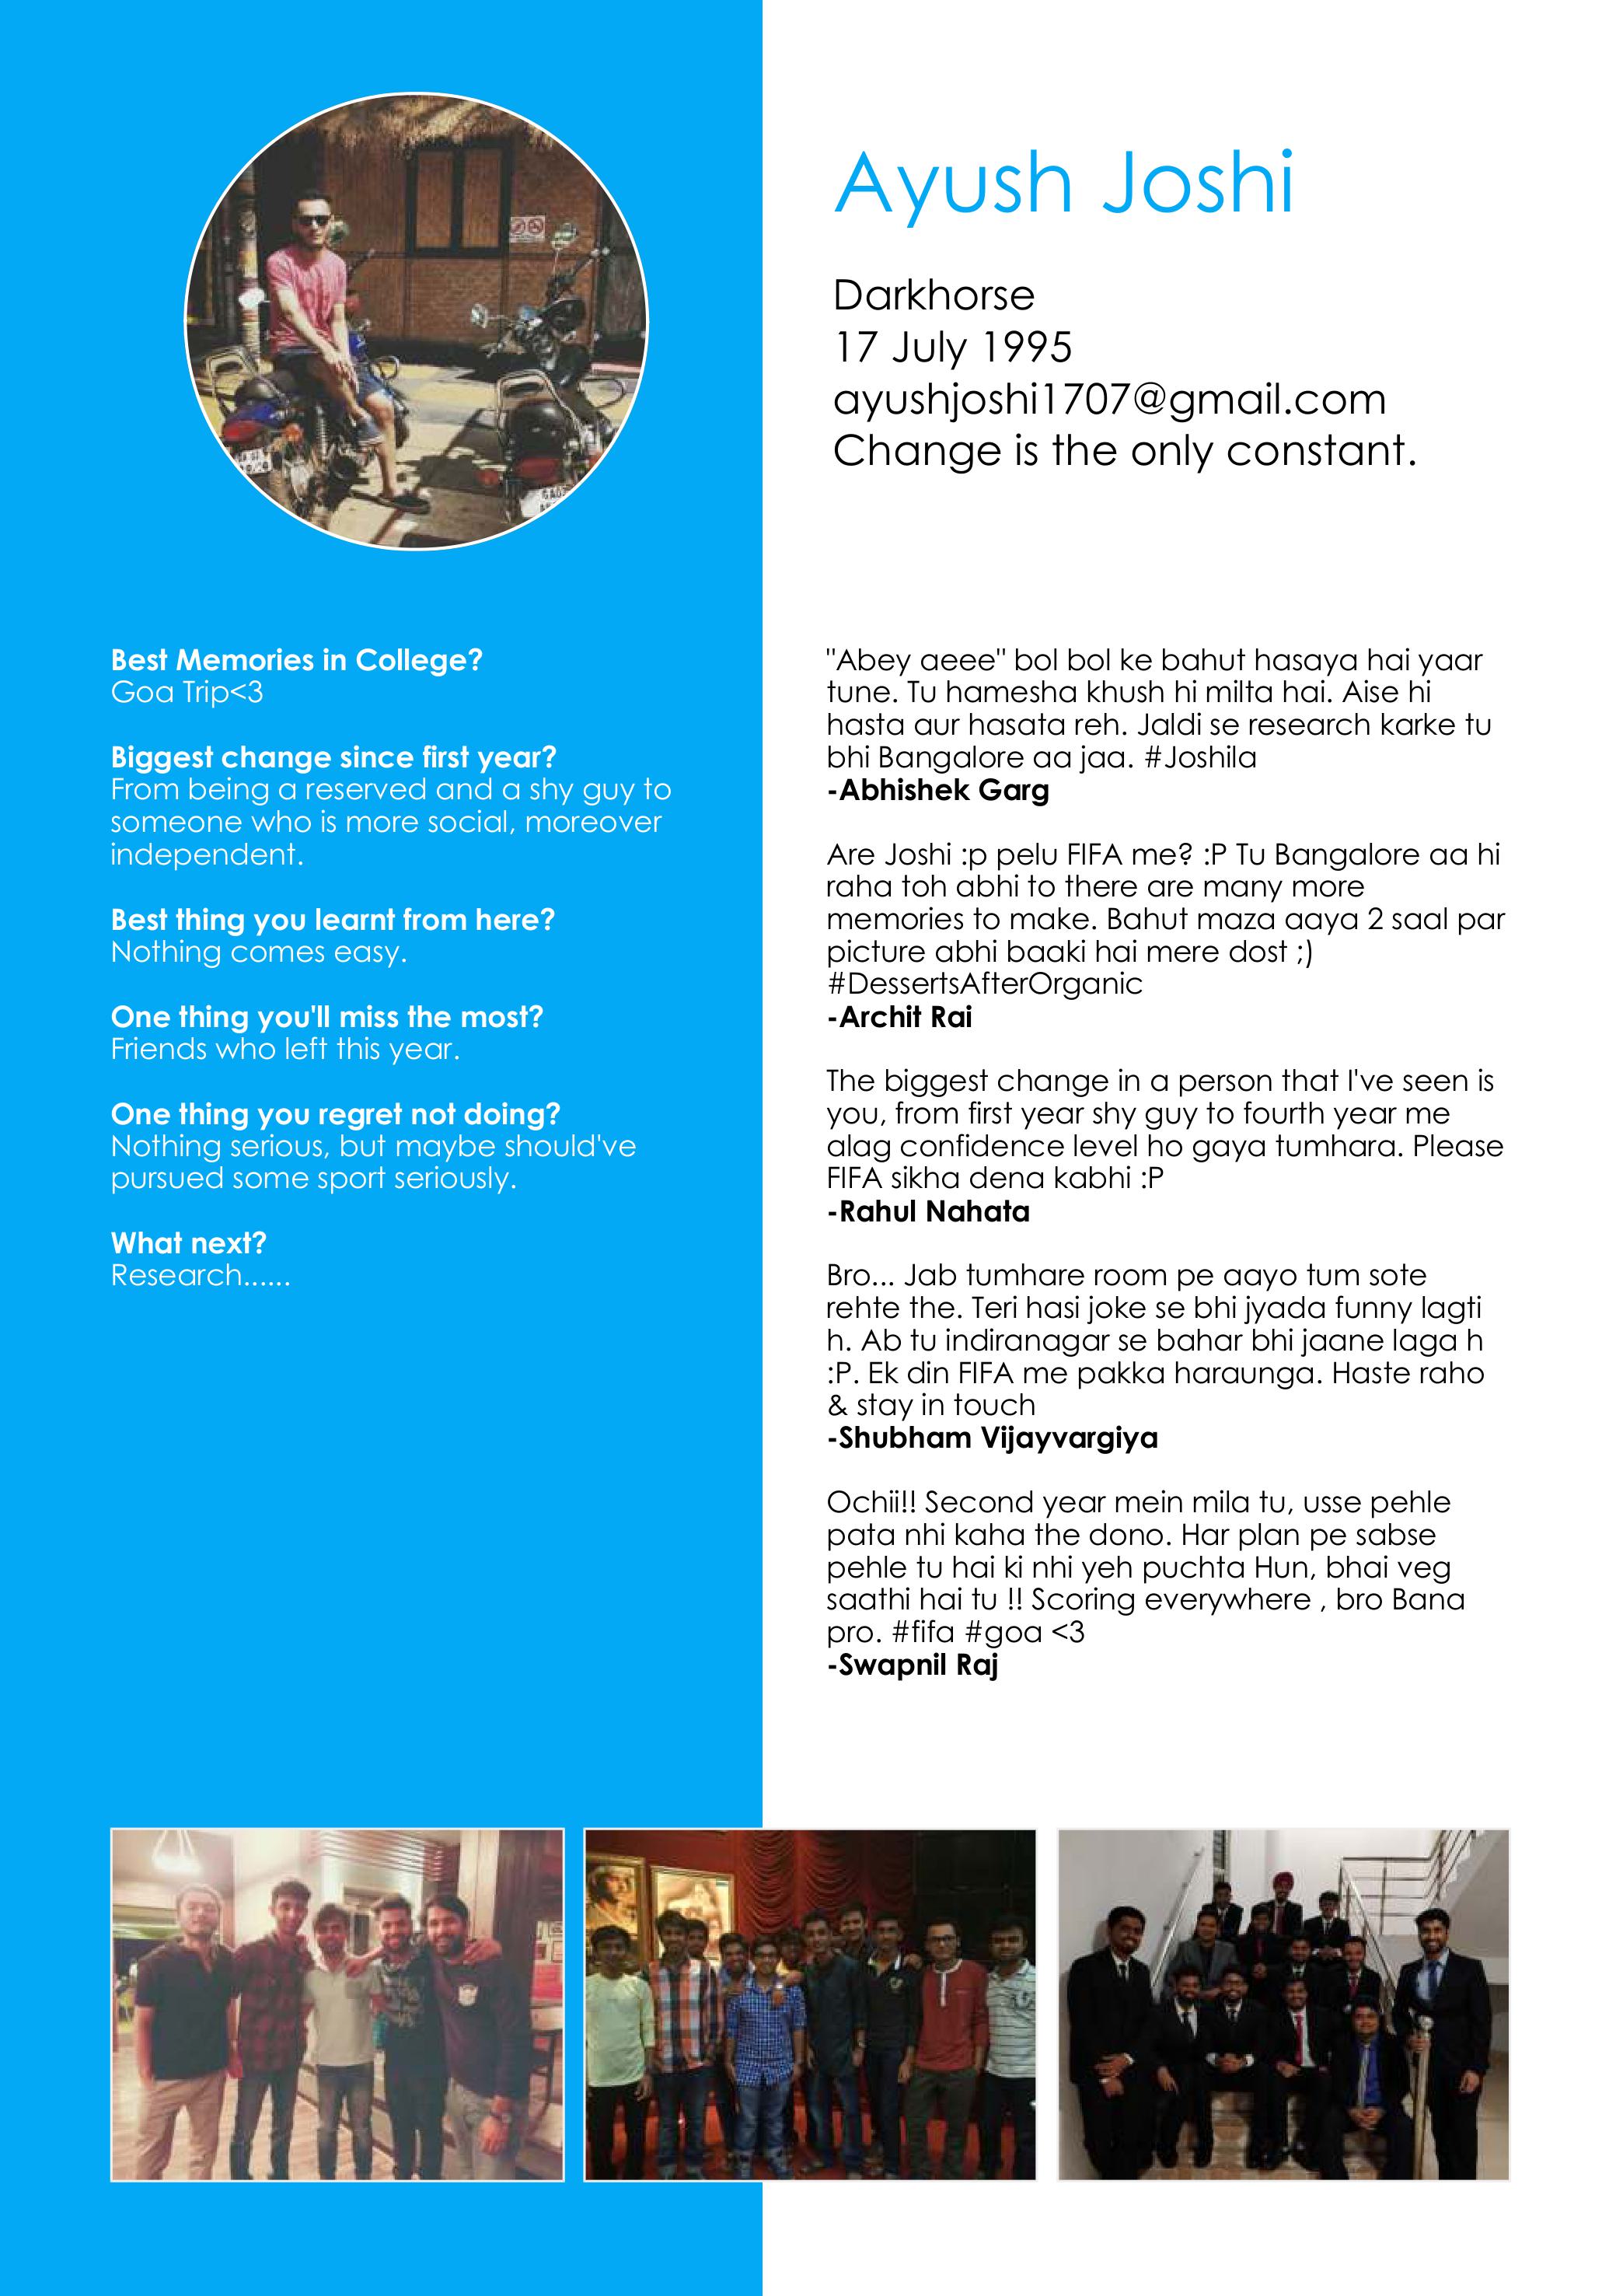 Ayush Joshi
Darkhorse
17 July 1995
ayushjoshi1707@gmail.com
Change is the only constant.
Best Memories in College?
Goa Trip<3
Biggest change since first year?
From being a reserved and a shy guy to
someone who is more social, moreover
independent.
Best thing you learnt from here?
Nothing comes easy.
One thing you'll miss the most?
Friends who left this year.
One thing you regret not doing?
Nothing serious, but maybe should've
pursued some sport seriously.
What next?
Research......
"Abey aeee" bol bol ke bahut hasaya hai yaar
tune. Tu hamesha khush hi milta hai. Aise hi
hasta aur hasata reh. Jaldi se research karke tu
bhi Bangalore aa jaa. #Joshila
-Abhishek Garg
Are Joshi :p pelu FIFA me? :P Tu Bangalore aa hi
raha toh abhi to there are many more
memories to make. Bahut maza aaya 2 saal par
picture abhi baaki hai mere dost ;)
#DessertsAfterOrganic
-Archit Rai
The biggest change in a person that I've seen is
you, from first year shy guy to fourth year me
alag confidence level ho gaya tumhara. Please
FIFA sikha dena kabhi :P
-Rahul Nahata
Bro... Jab tumhare room pe aayo tum sote
rehte the. Teri hasi joke se bhi jyada funny lagti
h. Ab tu indiranagar se bahar bhi jaane laga h
:P. Ek din FIFA me pakka haraunga. Haste raho
& stay in touch
-Shubham Vijayvargiya
Ochii!! Second year mein mila tu, usse pehle
pata nhi kaha the dono. Har plan pe sabse
pehle tu hai ki nhi yeh puchta Hun, bhai veg
saathi hai tu !! Scoring everywhere , bro Bana
pro. #fifa #goa <3
-Swapnil Raj